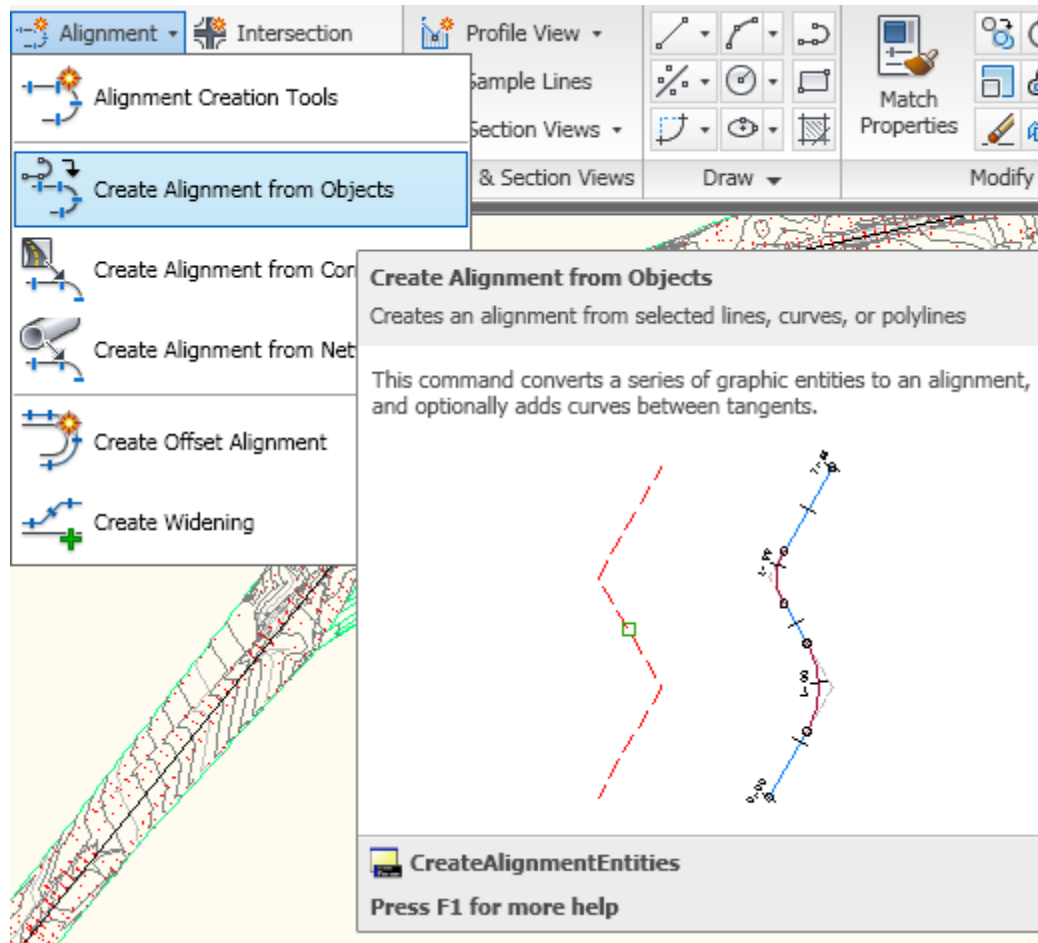 Alignment
Intersection
Profile View
Alignment Creation Tools
Sample Lines
Match
Properties
Section Views
& Section Views
Draw
Modify
Create Alignment from Objects
Create Alignment from Cor
Create Alignment from Net
Create Offset Alignment
Create Widening
Create Alignment from Objects
Creates an alignment from selected lines, curves, or polylines
This command converts a series of graphic entities to an alignment,
and optionally adds curves between tangents.
CreateAlignmentEntities
Press F1 for more help